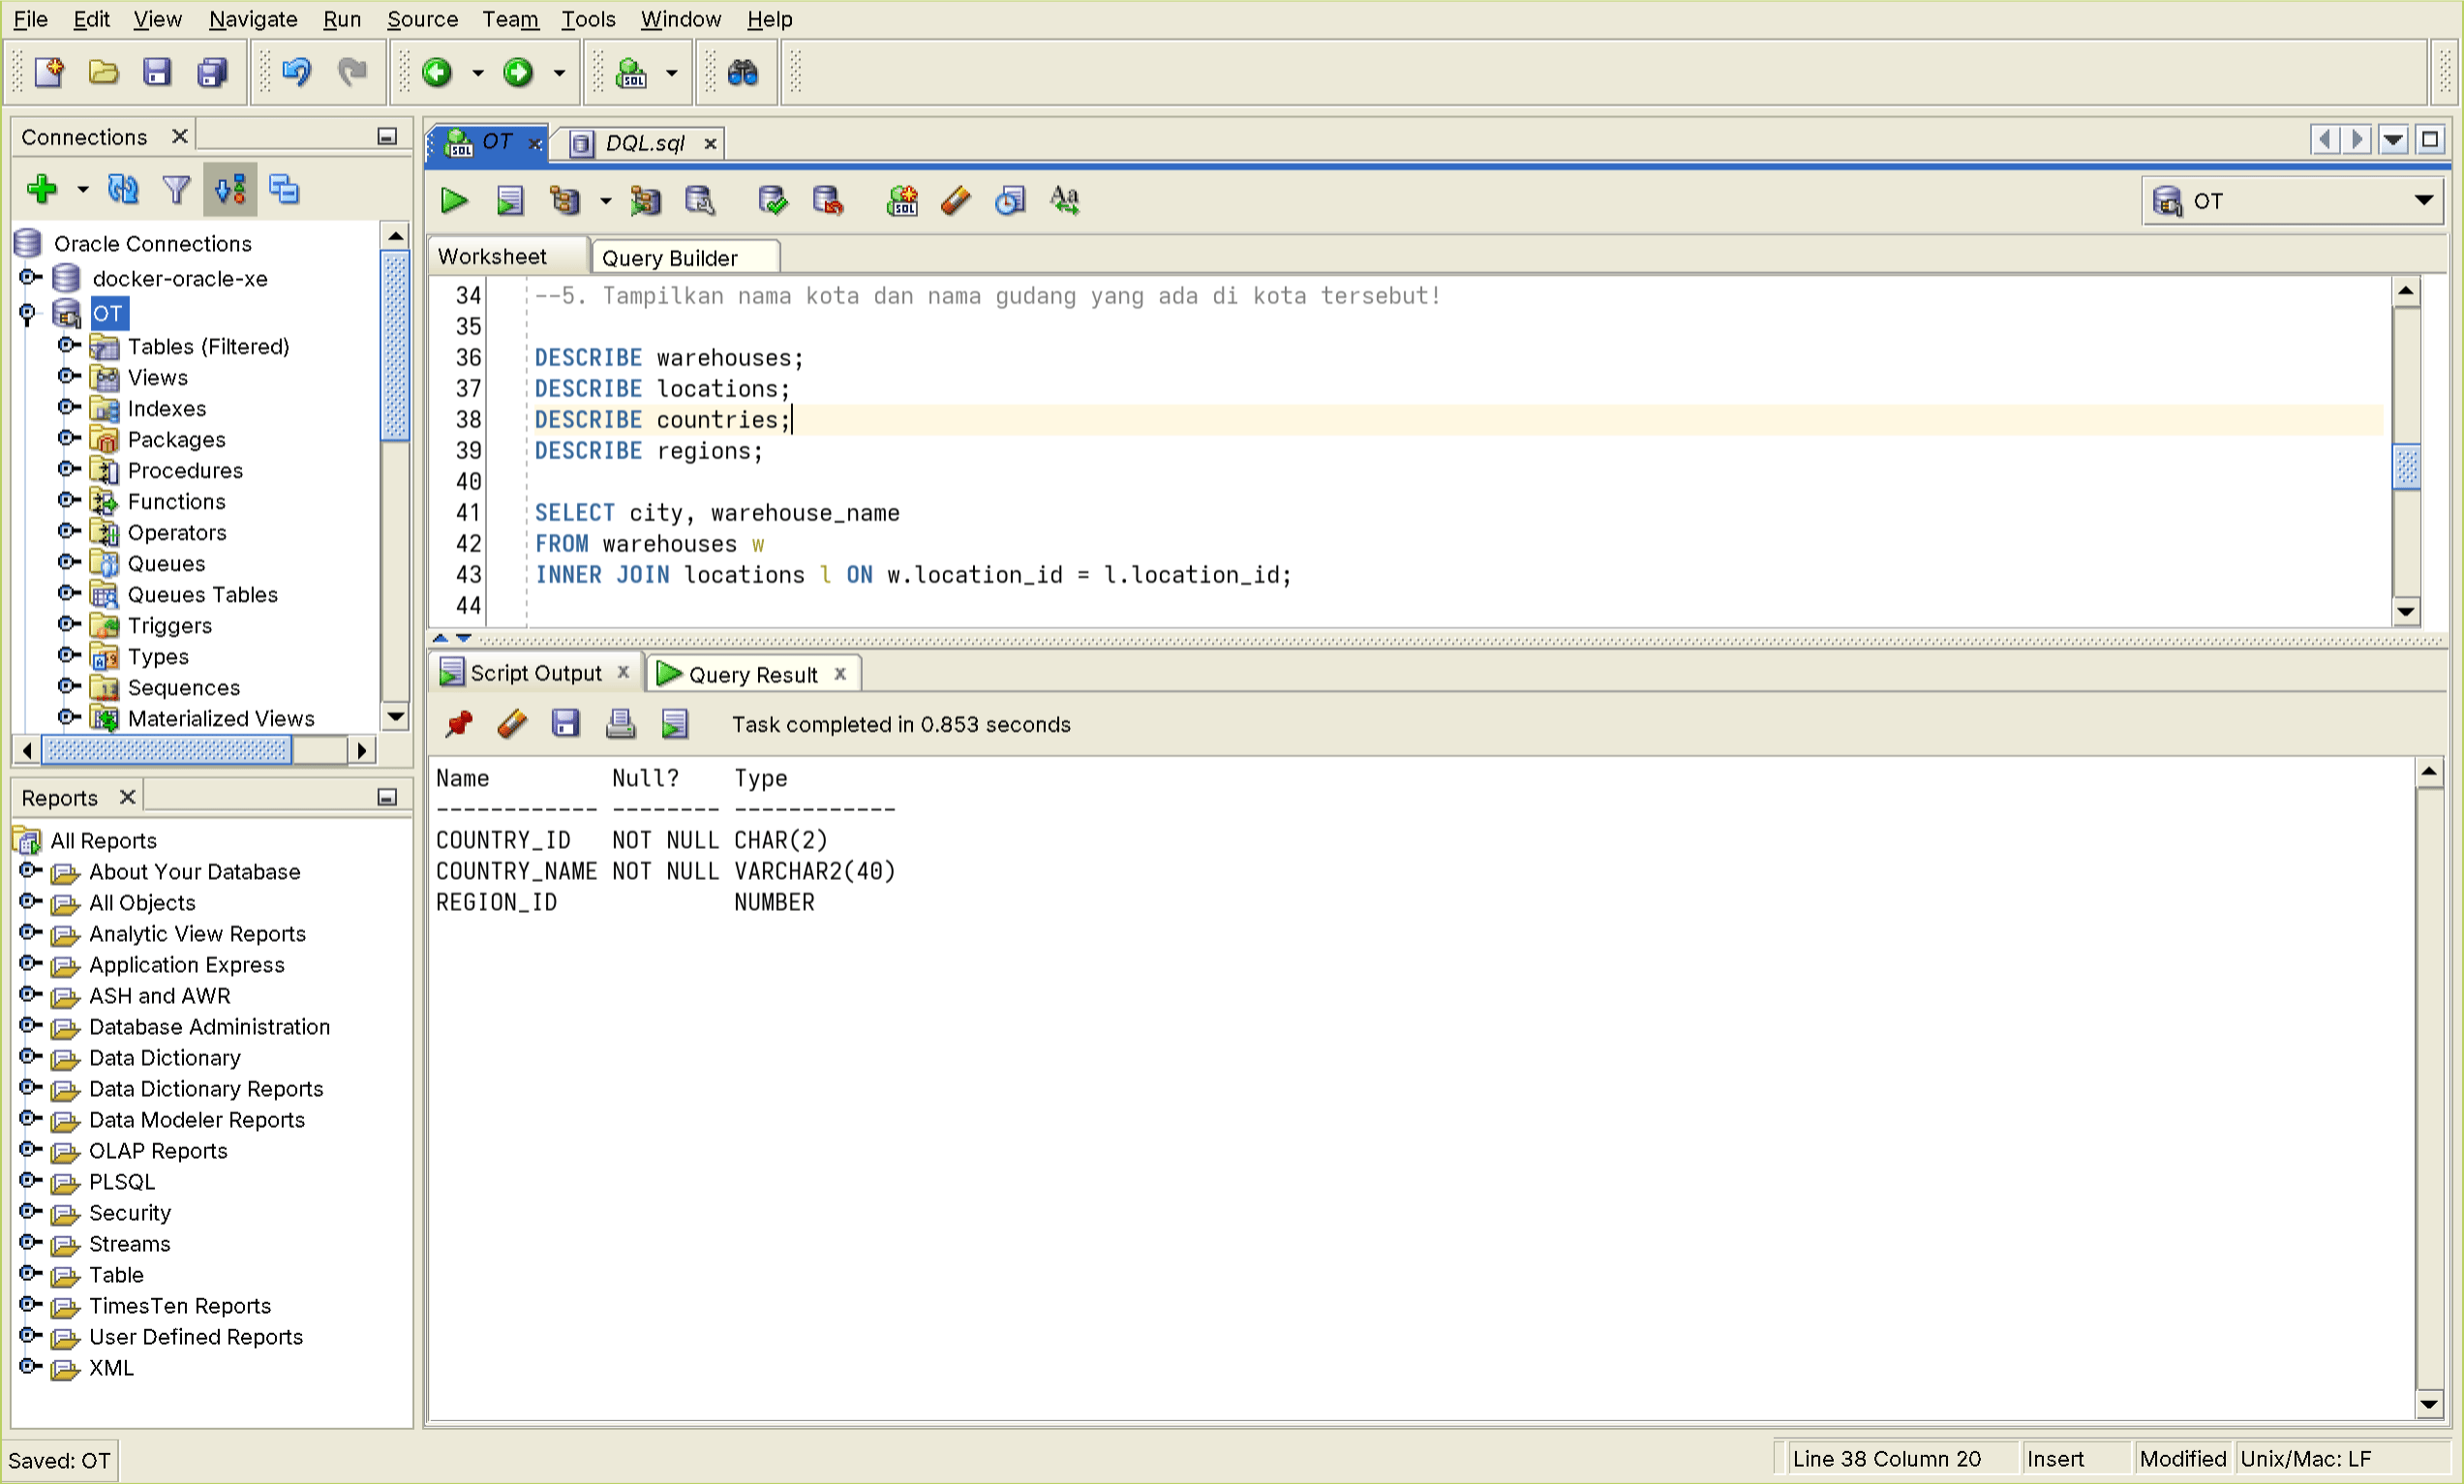 File Edit View Navigate Run Source Team Tools Window Help
Connections
Oracle Connections
docker-oracle-xe
OT
Tables (Filtered)
Views
Indexes
Packages
Procedures
Functions
Operators
Queues
Queues Tables
Triggers
Types
Sequences
Materialized Views
Reports
All Reports
About Your Database
All Objects
Analytic View Reports
Application Express
ASH and AWR
Database Administration
Data Dictionary
Data Dictionary Reports
Data Modeler Reports
OLAP Reports
PLSQL
Security
Streams
Table
TimesTen Reports
User Defined Reports
XML
OT DQL.sql
OT
Worksheet Query Builder
34 --5. Tampilkan nama kota dan nama gudang yang ada di kota tersebut!
35
36 DESCRIBE warehouses;
37 DESCRIBE locations;
38 DESCRIBE countries;
39 DESCRIBE regions;
40
41 SELECT city, warehouse_name
42 FROM warehouses w
43 INNER JOIN locations l ON w.location_id = l.location_id;
44
Script Output Query Result
Task completed in 0.853 seconds
Name Null? Type
------------ -------- ------------
COUNTRY_ID NOT NULL CHAR(2)
COUNTRY_NAME NOT NULL VARCHAR2(40)
REGION_ID NUMBER
Saved: OT
Line 38 Column 20 Insert Modified Unix/Mac: LF